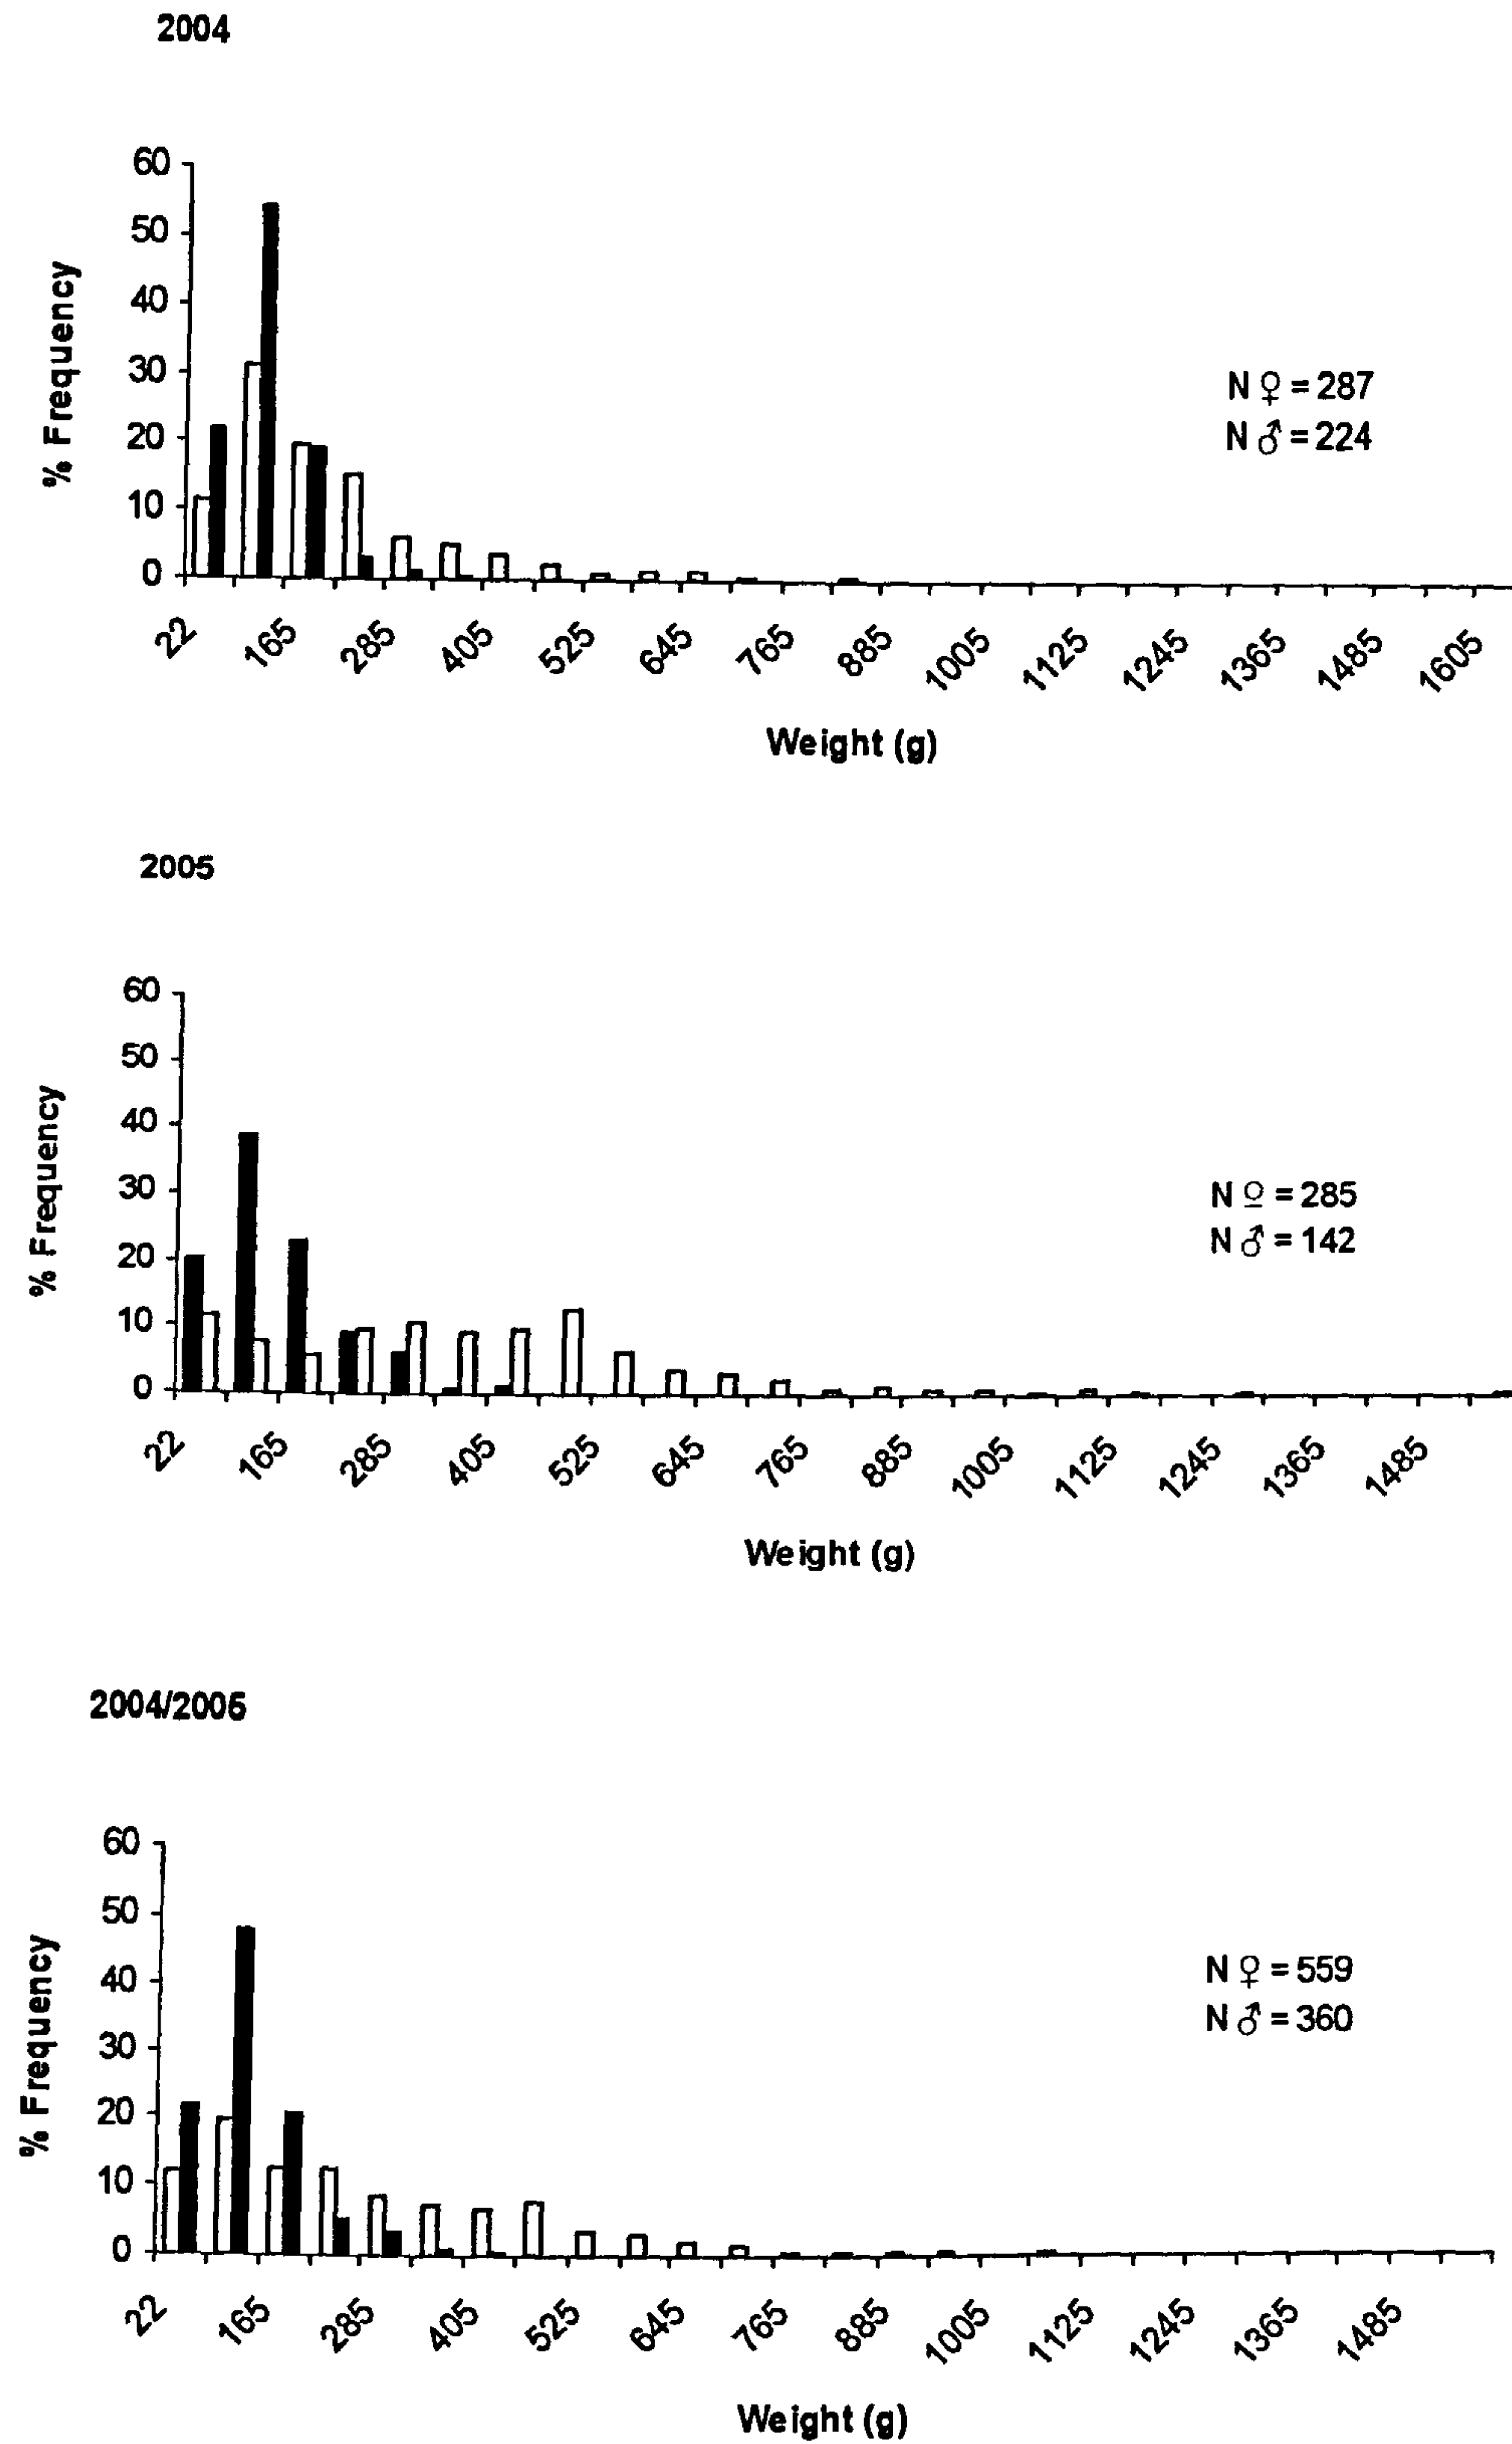 2004
60
50
40
30
20
10
0
% Frequency
N ♀ = 287
N ♂ = 224
22 165 285 405 525 645 765 885 1005 1125 1245 1365 1485 1605
Weight (g)
2005
60
50
40
30
20
10
0
% Frequency
N ♀ = 285
N ♂ = 142
22 165 285 405 525 645 765 885 1005 1125 1245 1365 1485
Weight (g)
2004/2005
60
50
40
30
20
10
0
% Frequency
N ♀ = 559
N ♂ = 360
22 165 285 405 525 645 765 885 1005 1125 1245 1365 1485
Weight (g)